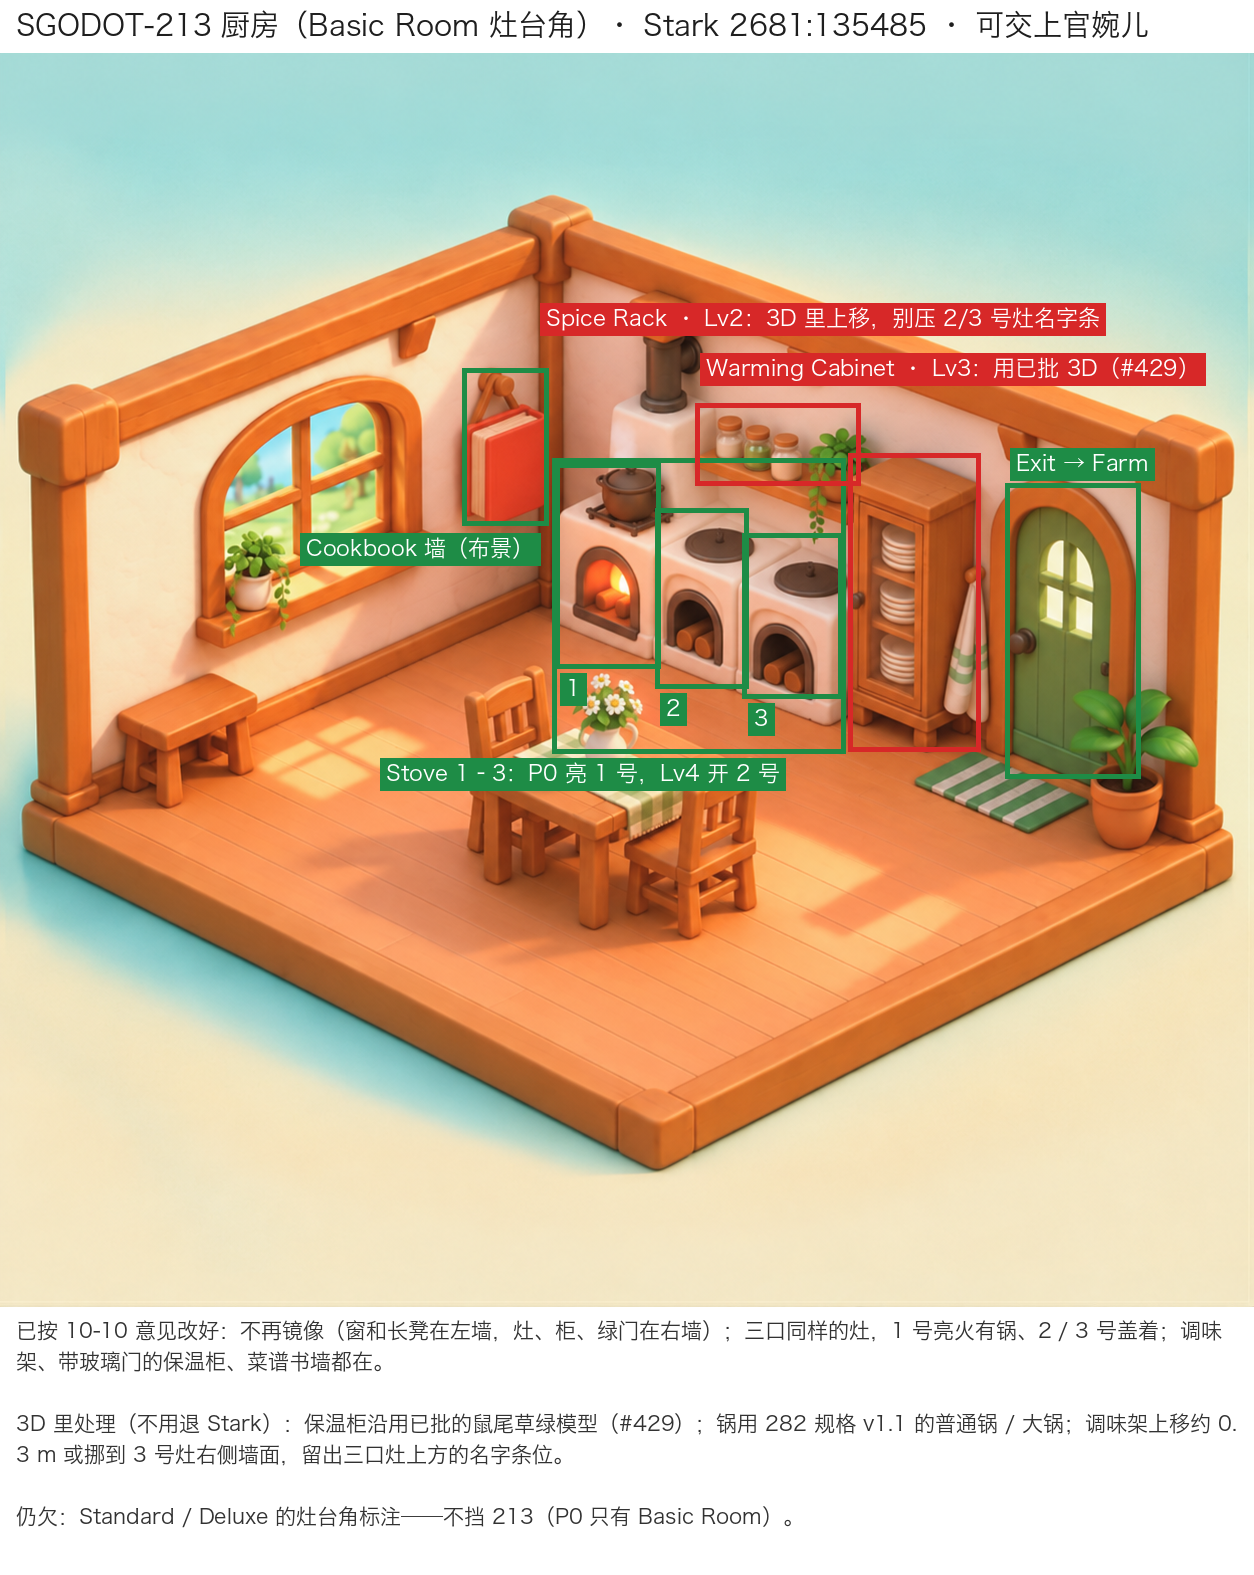 SGODOT-213 厨房（Basic Room 灶台角） · Stark 2681:135485 · 可交上官婉儿
Spice Rack · Lv2：3D 里上移，别压 2/3 号灶名字条
Warming Cabinet · Lv3：用已批 3D（#429）
Exit → Farm
Cookbook 墙（布景）
1
2
3
Stove 1 - 3：P0 亮 1 号，Lv4 开 2 号
已按 10-10 意见改好：不再镜像（窗和长凳在左墙，灶、柜、绿门在右墙）；三口同样的灶，1 号亮火有锅、2 / 3 号盖着；调味
架、带玻璃门的保温柜、菜谱书墙都在。
3D 里处理（不用退 Stark）：保温柜沿用已批的鼠尾草绿模型（#429）；锅用 282 规格 v1.1 的普通锅 / 大锅；调味架上移约 0.
3 m 或挪到 3 号灶右侧墙面，留出三口灶上方的名字条位。
仍欠：Standard / Deluxe 的灶台角标注——不挡 213（P0 只有 Basic Room）。